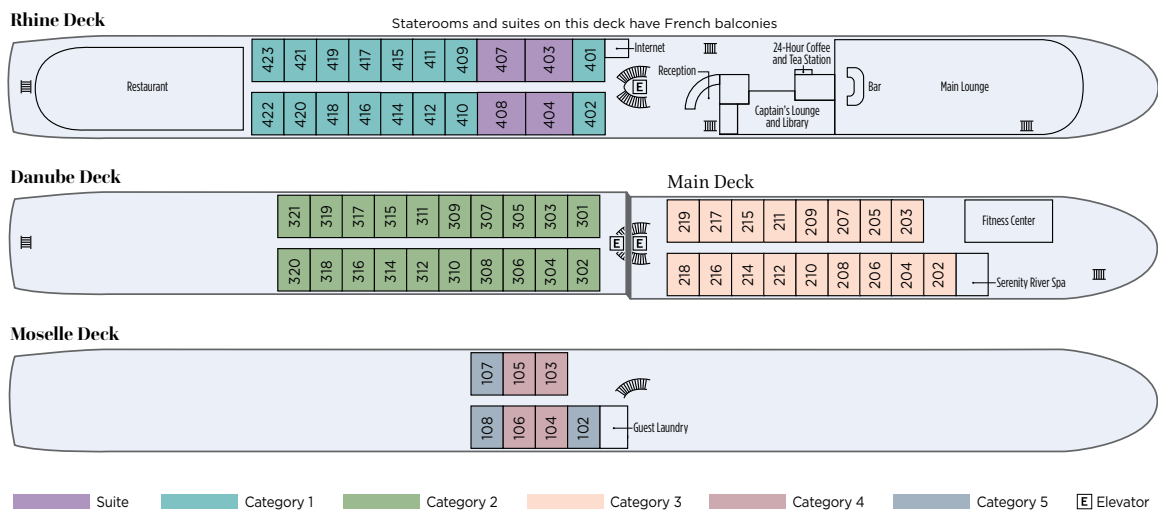 Rhine Deck
Staterooms and suites on this deck have French balconies
423 421 419 417 415 411 409 407 403 401
Internet
24-Hour Coffee
and Tea Station
Reception
E
Restaurant
Bar
Main Lounge
Captain's Lounge
and Library
422 420 418 416 414 412 410 408 404 402
Danube Deck
Main Deck
321 319 317 315 311 309 307 305 303 301
219 217 215 211 209 207 205 203
Fitness Center
E E
320 318 316 314 312 310 308 306 304 302
218 216 214 212 210 208 206 204 202
Serenity River Spa
Moselle Deck
107 105 103
108 106 104 102
Guest Laundry
Suite Category 1 Category 2 Category 3 Category 4 Category 5 E Elevator